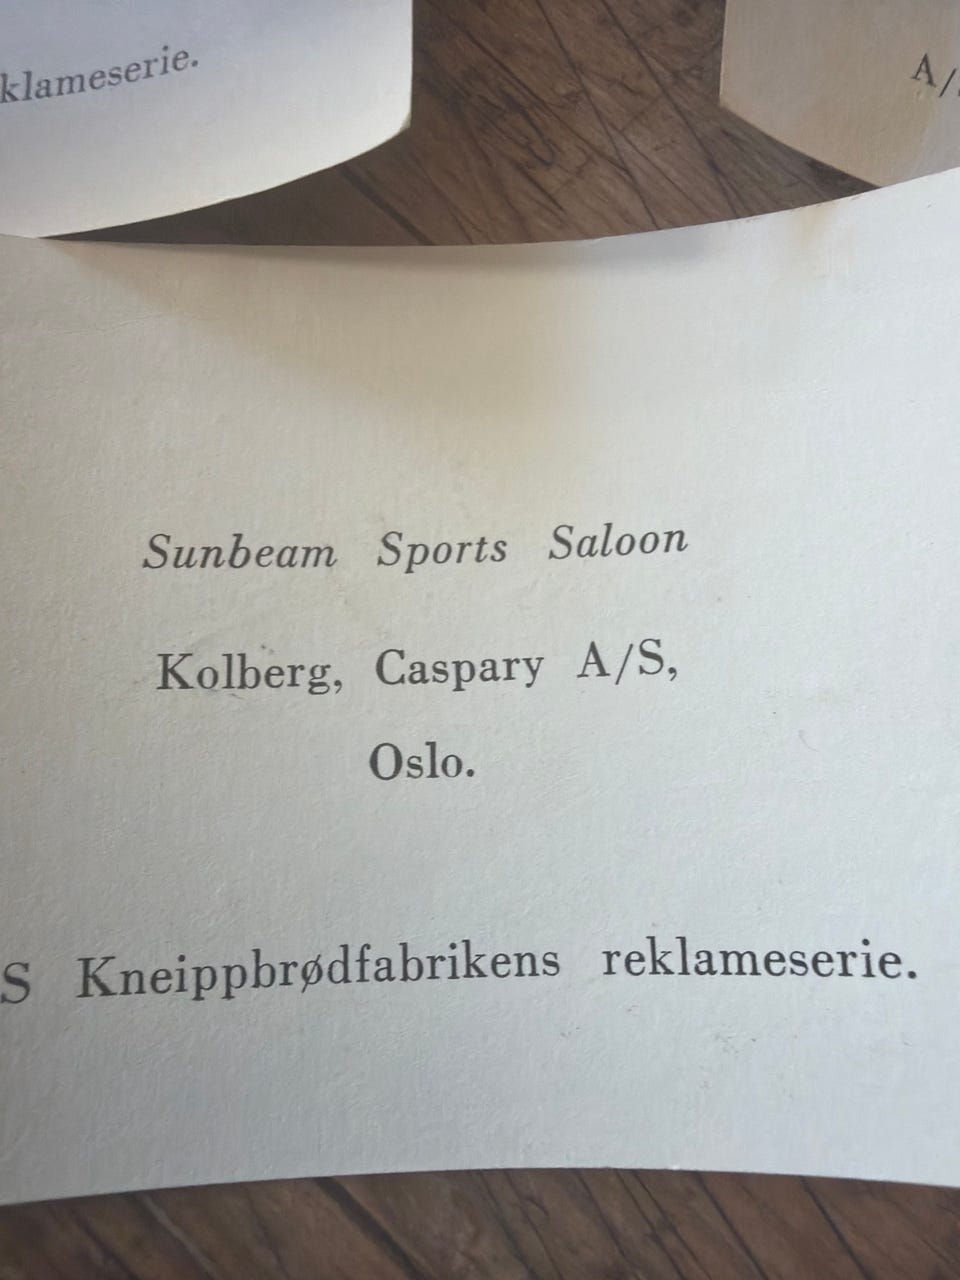 klameserie.
A/
Sunbeam Sports Saloon
Kolberg, Caspary A/S,
Oslo.
S Kneippbrødfabrikens reklameserie.